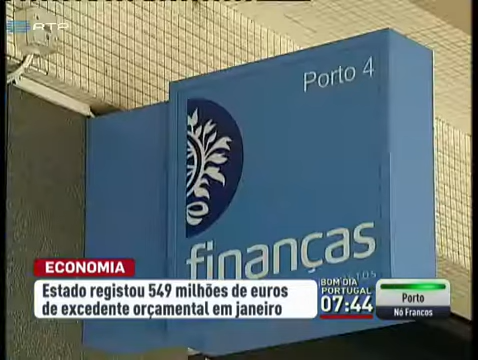 RTP
Porto 4
finanças
ECONOMIA
Estado registou 549 milhões de euros
de excedente orçamental em janeiro
BOM DIA
PORTUGAL
07:44
Porto
Nó Francos